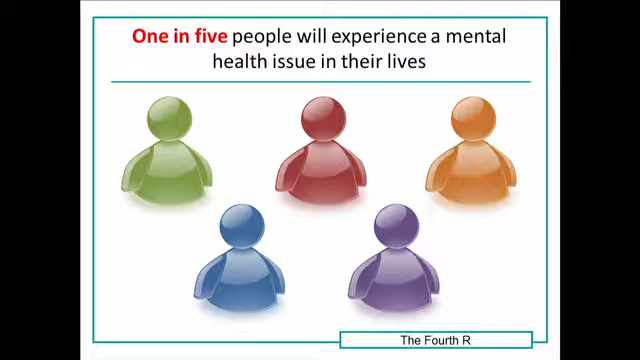 One in five people will experience a mental
health issue in their lives
The Fourth R